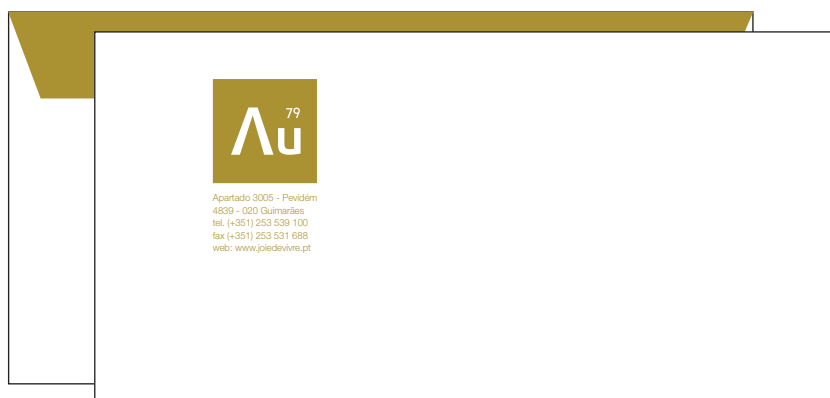 Au 79
Apartado 3005 - Pevidém
4839 - 020 Guimarães
tel. (+351) 253 539 100
fax (+351) 253 531 688
web: www.joiedevivre.pt